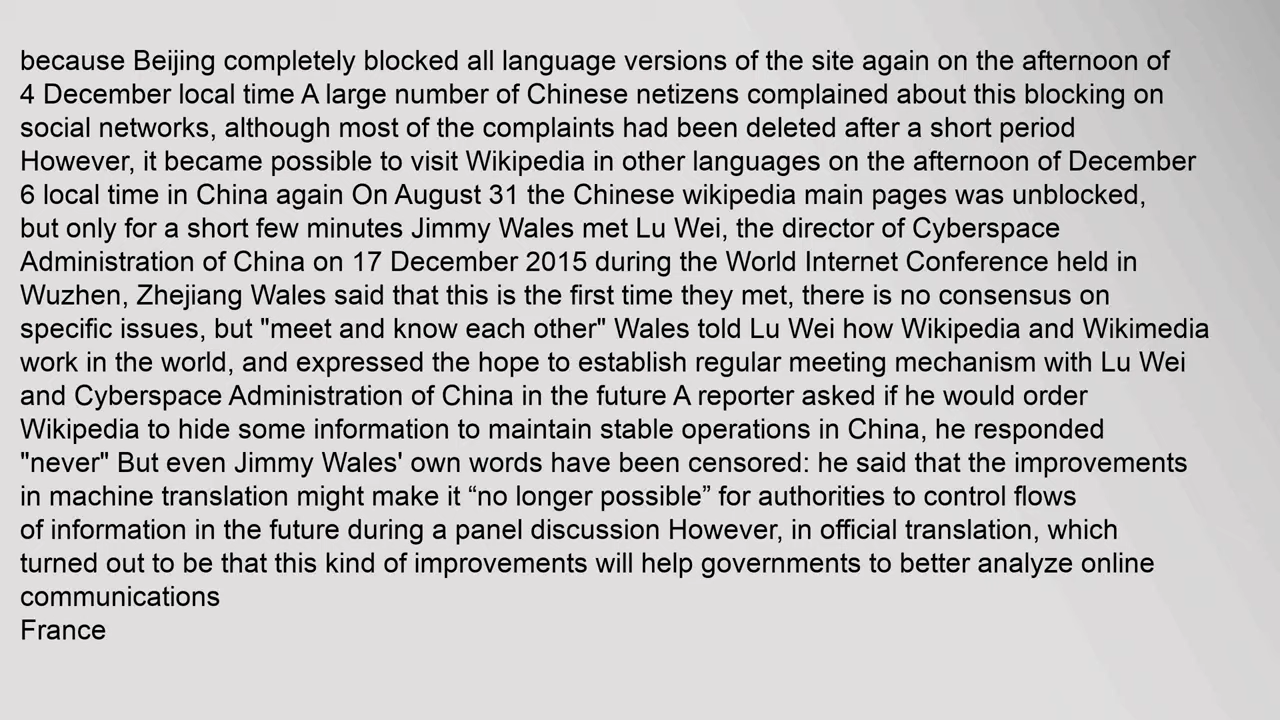 because Beijing completely blocked all language versions of the site again on the afternoon of
4 December local time A large number of Chinese netizens complained about this blocking on
social networks, although most of the complaints had been deleted after a short period
However, it became possible to visit Wikipedia in other languages on the afternoon of December
6 local time in China again On August 31 the Chinese wikipedia main pages was unblocked,
but only for a short few minutes Jimmy Wales met Lu Wei, the director of Cyberspace
Administration of China on 17 December 2015 during the World Internet Conference held in
Wuzhen, Zhejiang Wales said that this is the first time they met, there is no consensus on
specific issues, but "meet and know each other" Wales told Lu Wei how Wikipedia and Wikimedia
work in the world, and expressed the hope to establish regular meeting mechanism with Lu Wei
and Cyberspace Administration of China in the future A reporter asked if he would order
Wikipedia to hide some information to maintain stable operations in China, he responded
"never" But even Jimmy Wales' own words have been censored: he said that the improvements
in machine translation might make it “no longer possible” for authorities to control flows
of information in the future during a panel discussion However, in official translation, which
turned out to be that this kind of improvements will help governments to better analyze online
communications
France